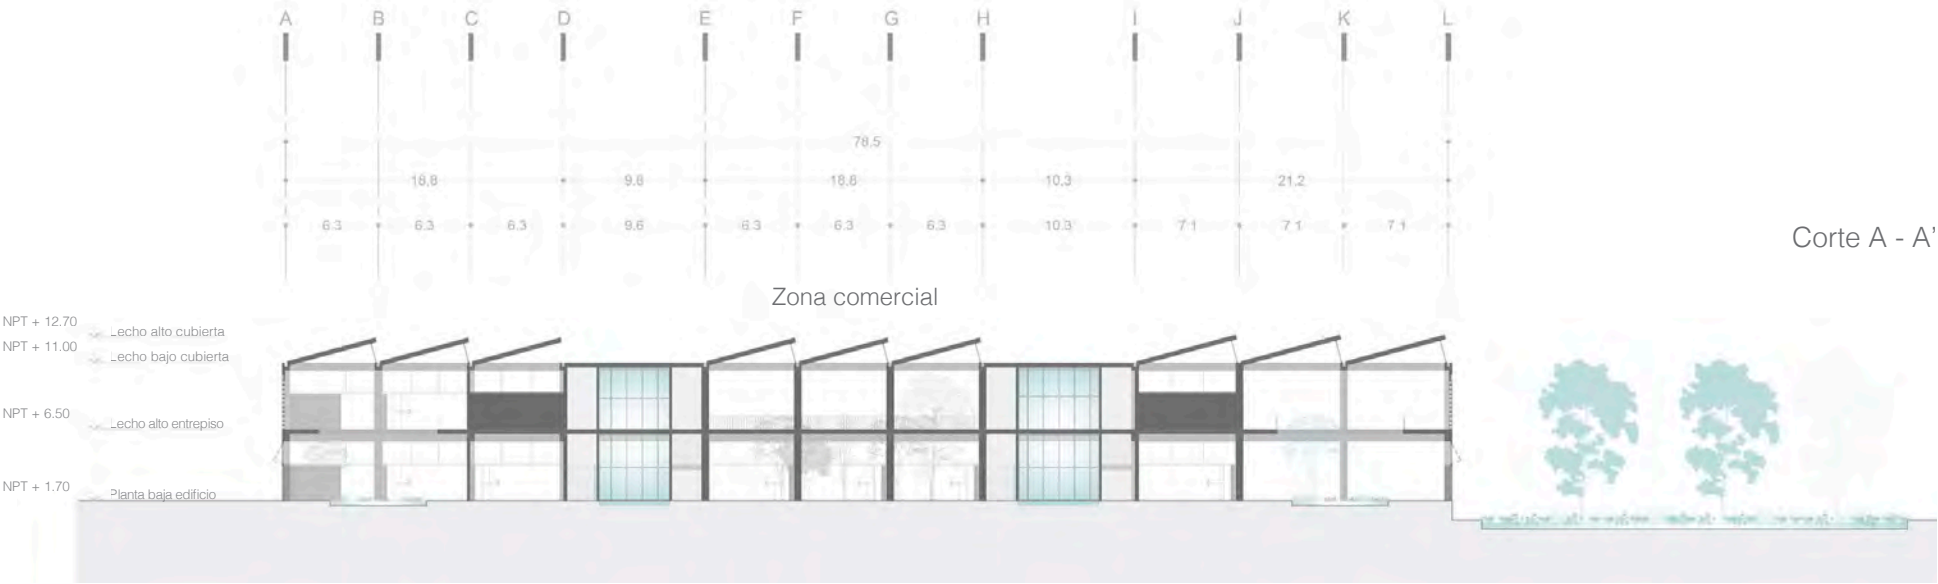 A B C D E F G H I J K L
78.5
18.8 9.6 18.8 10.3 21.2
6.3 6.3 6.3 9.6 6.3 6.3 6.3 10.3 7.1 7.1 7.1
Corte A - A'
Zona comercial
NPT + 12.70
Lecho alto cubierta
NPT + 11.00
Lecho bajo cubierta
NPT + 6.50
Lecho alto entrepiso
NPT + 1.70
Planta baja edificio